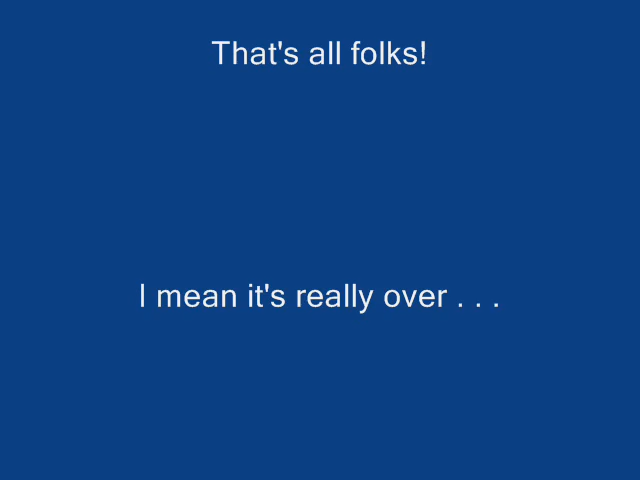 That's all folks!
I mean it's really over . . .